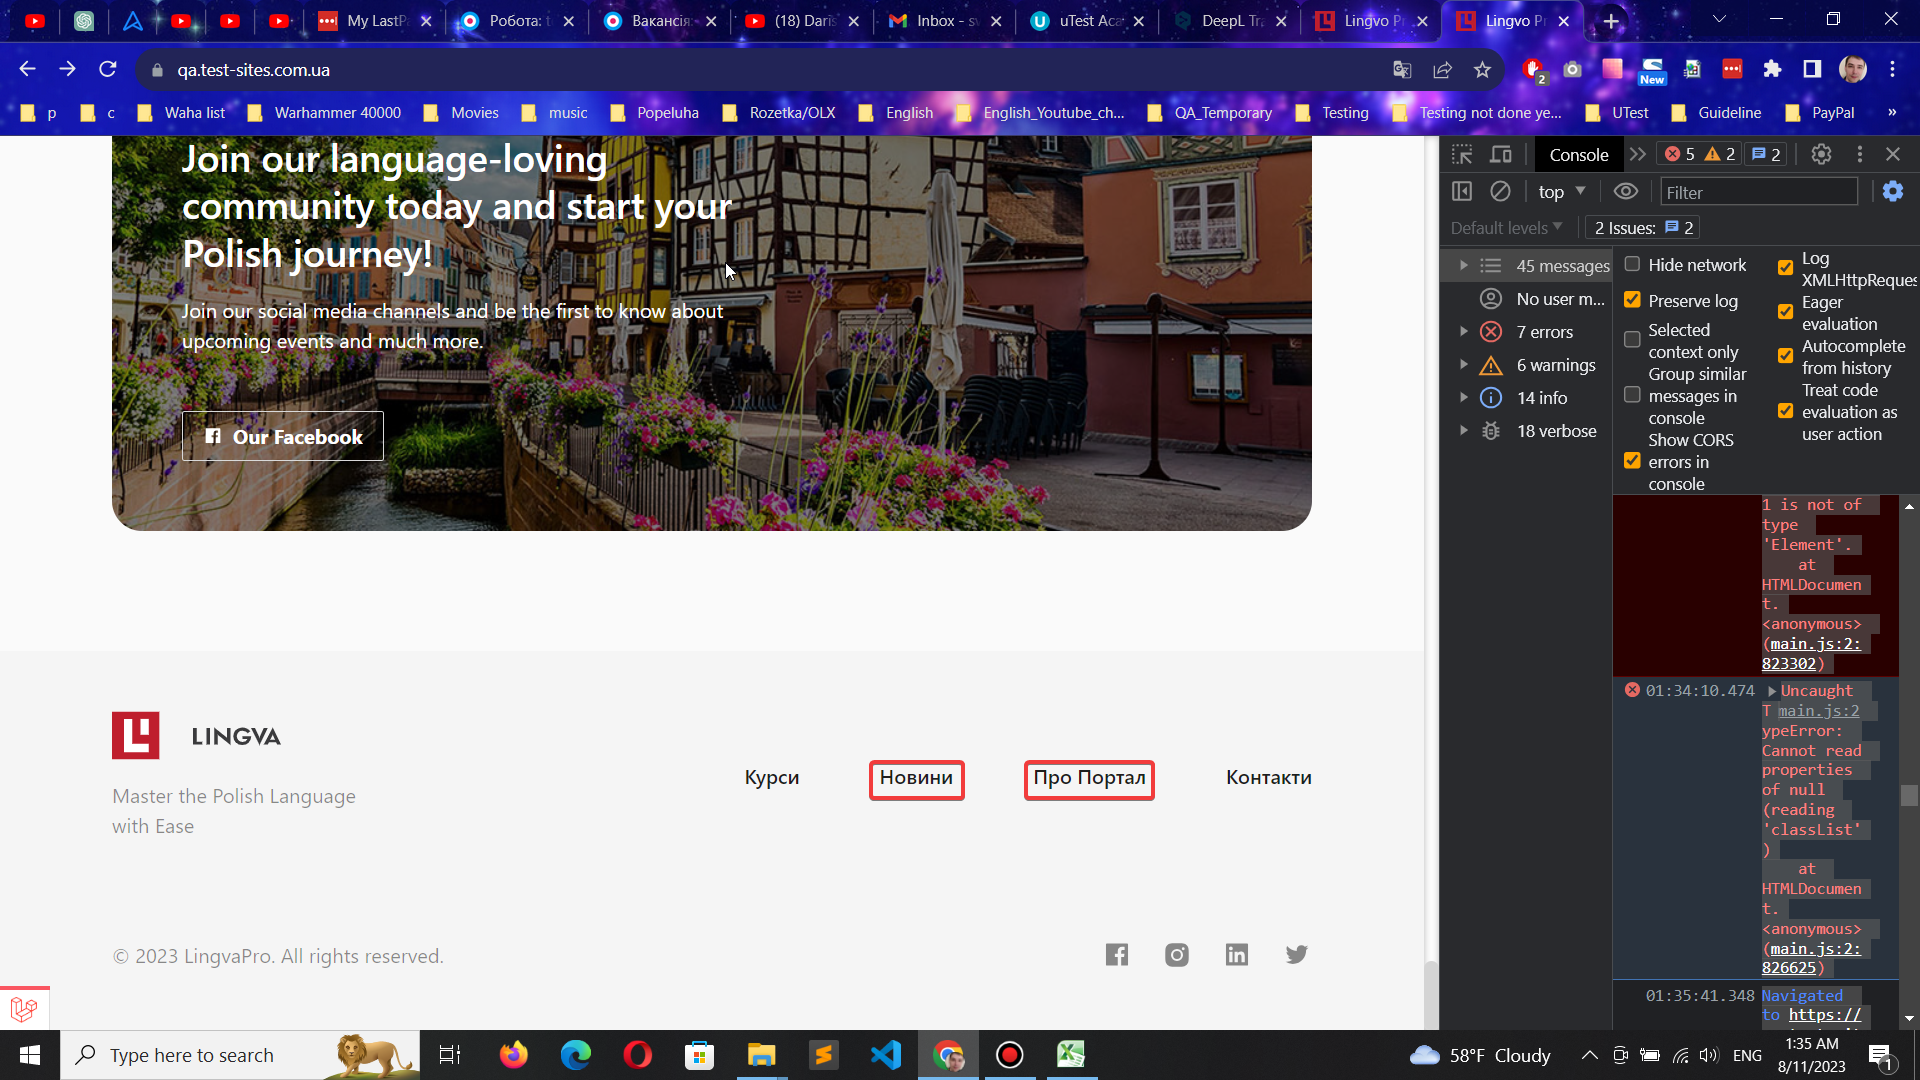 My LastP
Робота: t
Вакансія:
(18) Daris
Inbox - sv
uTest Aca
DeepL Tra
Lingvo Pr
Lingvo Pr
qa.test-sites.com.ua
2
New
p
c
Waha list
Warhammer 40000
Movies
music
Popeluha
Rozetka/OLX
English
English_Youtube_ch...
QA_Temporary
Testing
Testing not done ye...
UTest
Guideline
PayPal
»
Join our language-loving
community today and start your
Polish journey!
Join our social media channels and be the first to know about
upcoming events and much more.
Our Facebook
LINGVA
Master the Polish Language
with Ease
Курси
Новини
Про Портал
Контакти
© 2023 LingvaPro. All rights reserved.
Console
5
2
2
top
Filter
Default levels
2 Issues:
2
45 messages
No user m...
7 errors
6 warnings
14 info
18 verbose
Hide network
Preserve log
Selected
context only
Group similar
messages in
console
Show CORS
errors in
console
Log
XMLHttpReques
Eager
evaluation
Autocomplete
from history
Treat code
evaluation as
user action
1 is not of
type
'Element'.
at
HTMLDocumen
t.
<anonymous>
(main.js:2:
823302)
01:34:10.474
Uncaught
T main.js:2
ypeError:
Cannot read
properties
of null
(reading
'classList'
)
at
HTMLDocumen
t.
<anonymous>
(main.js:2:
826625)
01:35:41.348
Navigated
to https://
Type here to search
58°F Cloudy
ENG
1:35 AM
8/11/2023
1